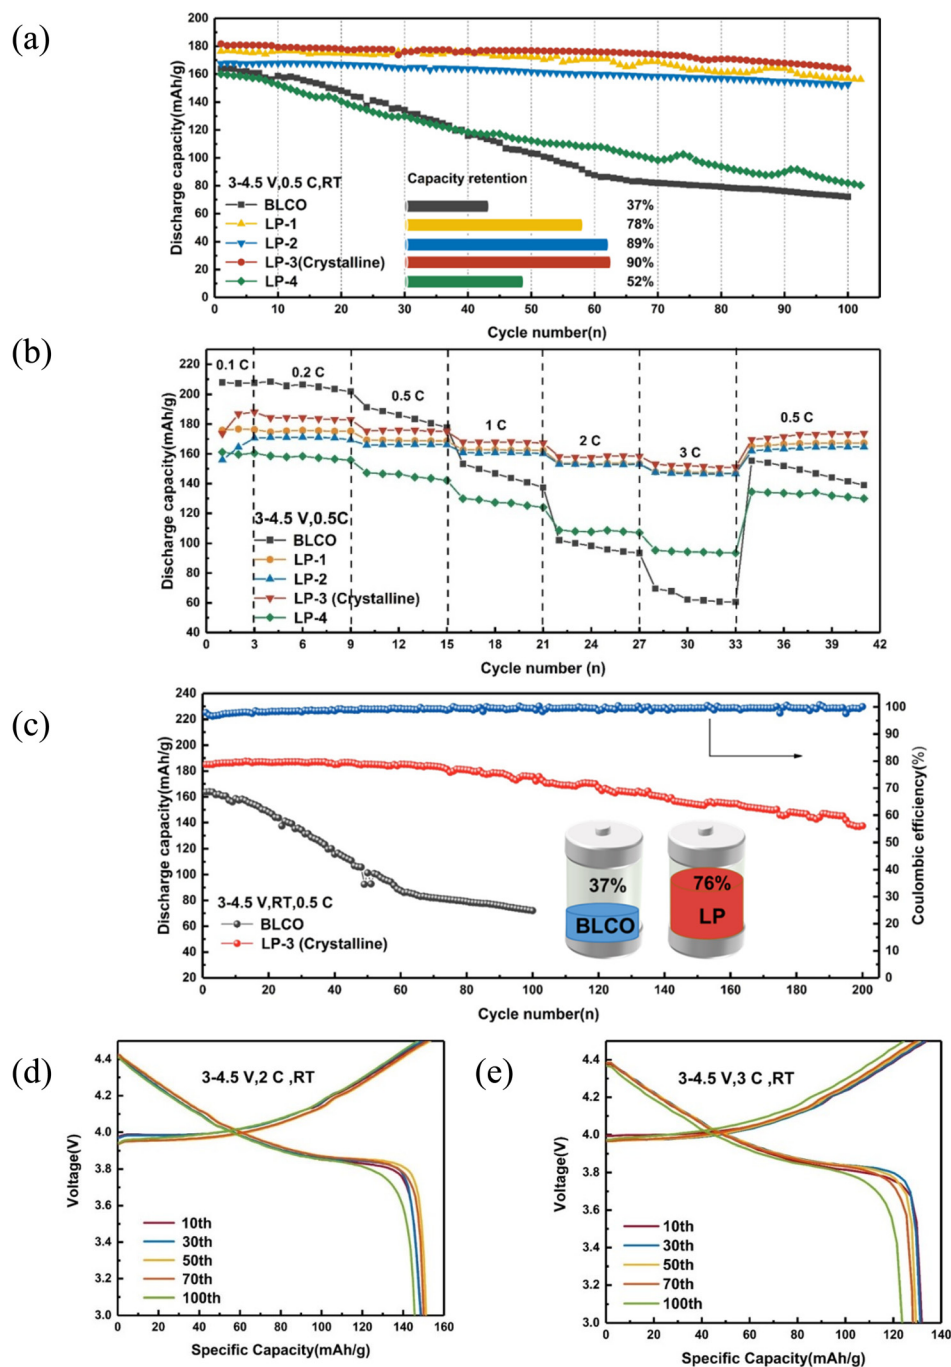 (a)
200
180
160
140
120
100
80
60
40
20
0
Discharge capacity(mAh/g)
3-4.5 V,0.5 C,RT
BLCO
LP-1
LP-2
LP-3(Crystalline)
LP-4
Capacity retention
37%
78%
89%
90%
52%
0 10 20 30 40 50 60 70 80 90 100
Cycle number(n)
(b)
220
200
180
160
140
120
100
80
60
40
Discharge capacity(mAh/g)
0.1 C 0.2 C 0.5 C 1 C 2 C 3 C 0.5 C
3-4.5 V,0.5C
BLCO
LP-1
LP-2
LP-3 (Crystalline)
LP-4
0 3 6 9 12 15 18 21 24 27 30 33 36 39 42
Cycle number (n)
(c)
240
220
200
180
160
140
120
100
80
60
40
20
Discharge capacity(mAh/g)
3-4.5 V,RT,0.5 C
BLCO
LP-3 (Crystalline)
37%
BLCO
76%
LP
100
90
80
70
60
50
40
30
20
10
0
Coulombic efficiency(%)
0 20 40 60 80 100 120 140 160 180 200
Cycle number(n)
(d)
4.4
4.2
4.0
3.8
3.6
3.4
3.2
3.0
Voltage(V)
3-4.5 V,2 C ,RT
10th
30th
50th
70th
100th
0 20 40 60 80 100 120 140 160
Specific Capacity(mAh/g)
(e)
4.4
4.2
4.0
3.8
3.6
3.4
3.2
3.0
Voltage(V)
3-4.5 V,3 C ,RT
10th
30th
50th
70th
100th
0 20 40 60 80 100 120 140
Specific Capacity(mAh/g)